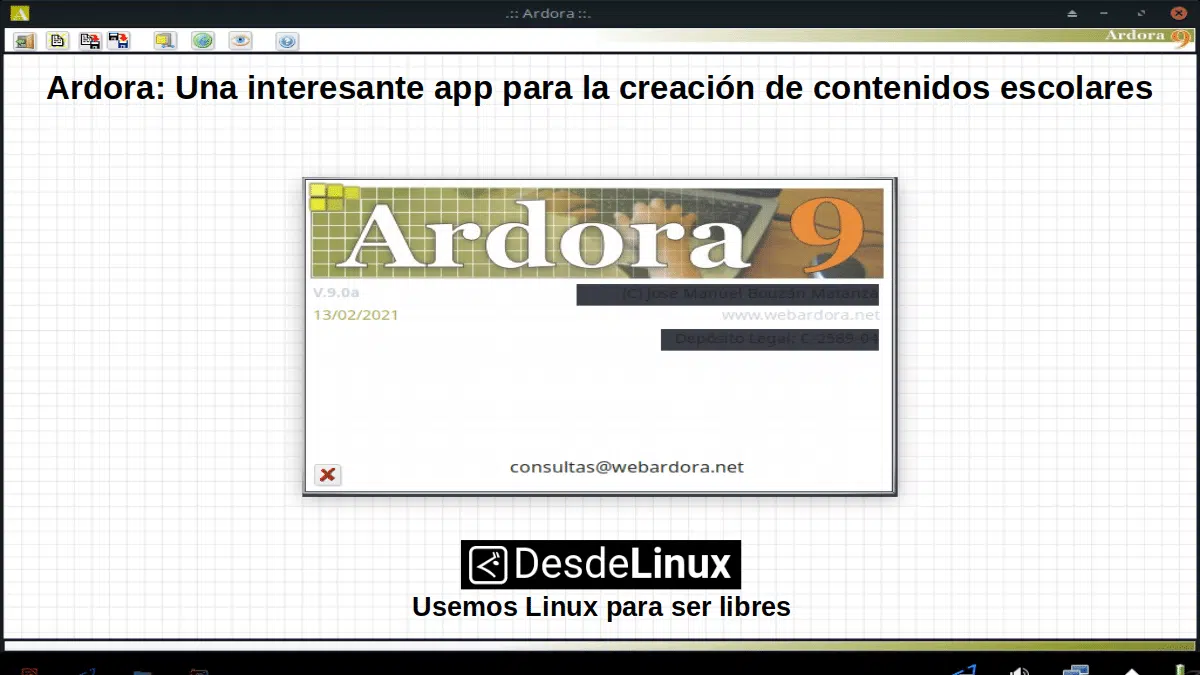 .:: Ardora ::.
Ardora 9
Ardora: Una interesante app para la creación de contenidos escolares
Ardora 9
V.9.0a
(C) Jose Manuel Bouzán Matanza
13/02/2021
www.webardora.net
Depósito Legal: C-2589-04
consultas@webardora.net
DesdeLinux
Usemos Linux para ser libres